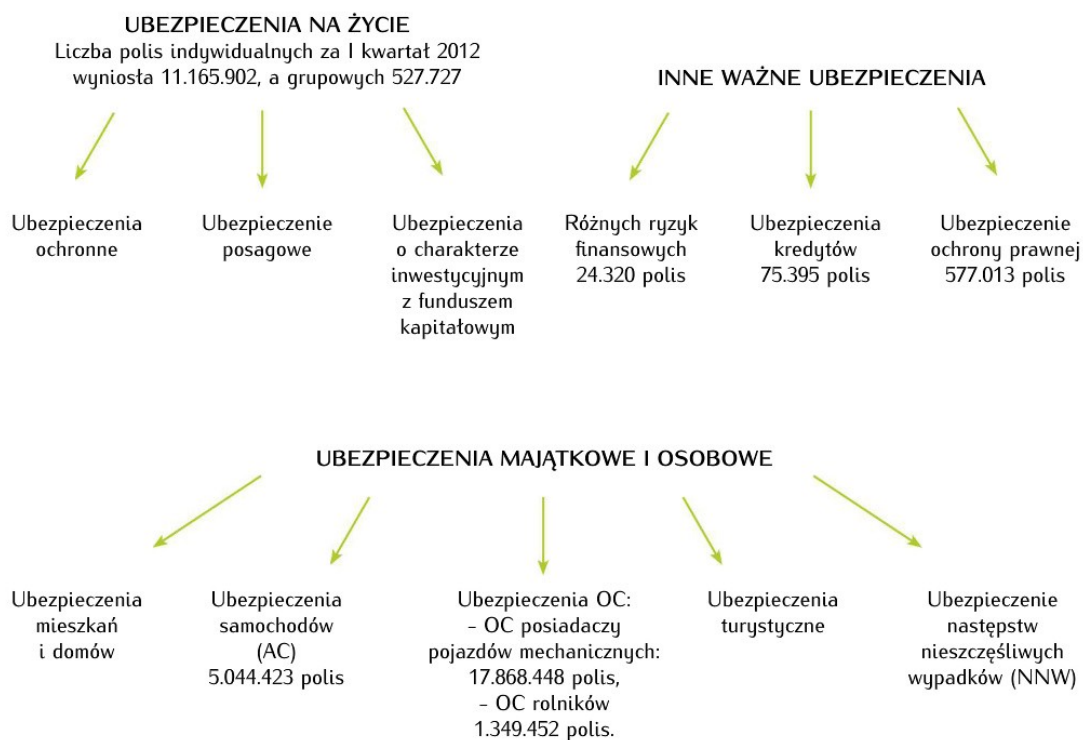 UBEZPIECZENIA NA ŻYCIE
Liczba polis indywidualnych za I kwartał 2012
wyniosła 11.165.902, a grupowych 527.727
INNE WAŻNE UBEZPIECZENIA
Ubezpieczenia
ochronne
Ubezpieczenie
posagowe
Ubezpieczenia
o charakterze
inwestycyjnym
z funduszem
kapitałowym
Różnych ryzyk
finansowych
24.320 polis
Ubezpieczenia
kredytów
75.395 polis
Ubezpieczenie
ochrony prawnej
577.013 polis
UBEZPIECZENIA MAJĄTKOWE I OSOBOWE
Ubezpieczenia
mieszkań
i domów
Ubezpieczenia
samochodów
(AC)
5.044.423 polis
Ubezpieczenia OC:
– OC posiadaczy
pojazdów mechanicznych:
17.868.448 polis,
– OC rolników
1.349.452 polis.
Ubezpieczenia
turystyczne
Ubezpieczenie
następstw
nieszczęśliwych
wypadków (NNW)